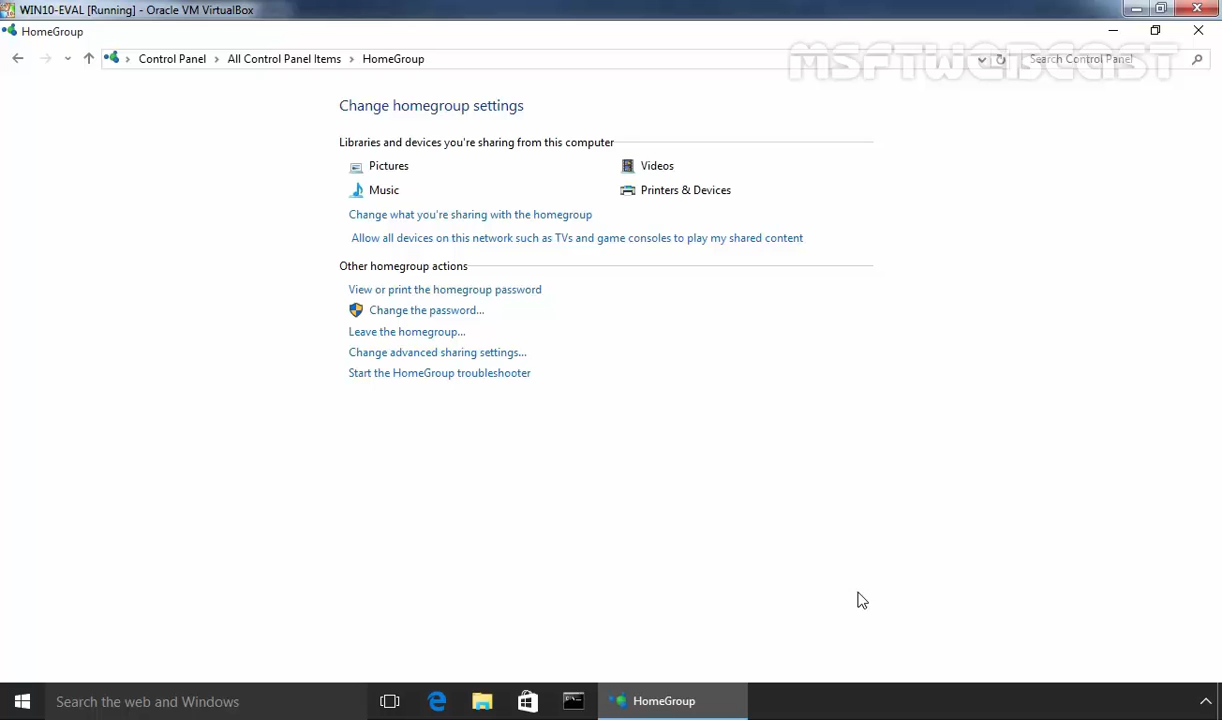 WIN10-EVAL [Running] - Oracle VM VirtualBox
HomeGroup
Control Panel > All Control Panel Items > HomeGroup
Search Control Panel
MSFTWEBCAST
Change homegroup settings
Libraries and devices you're sharing from this computer
Pictures Videos
Music Printers & Devices
Change what you're sharing with the homegroup
Allow all devices on this network such as TVs and game consoles to play my shared content
Other homegroup actions
View or print the homegroup password
Change the password...
Leave the homegroup...
Change advanced sharing settings...
Start the HomeGroup troubleshooter
Search the web and Windows HomeGroup